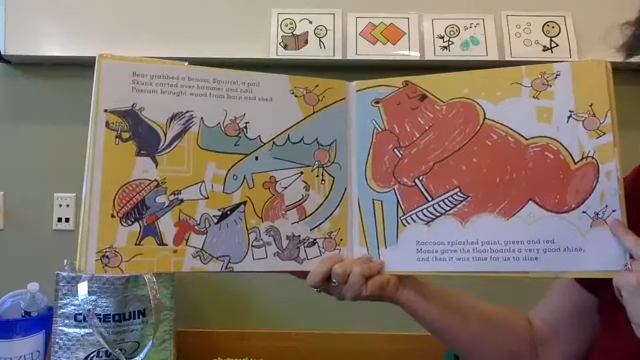 Bear grabbed a broom, Squirrel, a pail.
Skunk carted over hammer and nail.
Possum brought wood from barn and shed.
Raccoon splashed paint, green and red.
Moose gave the floorboards a very good shine,
and then it was time for us to dine.
COSEQUIN